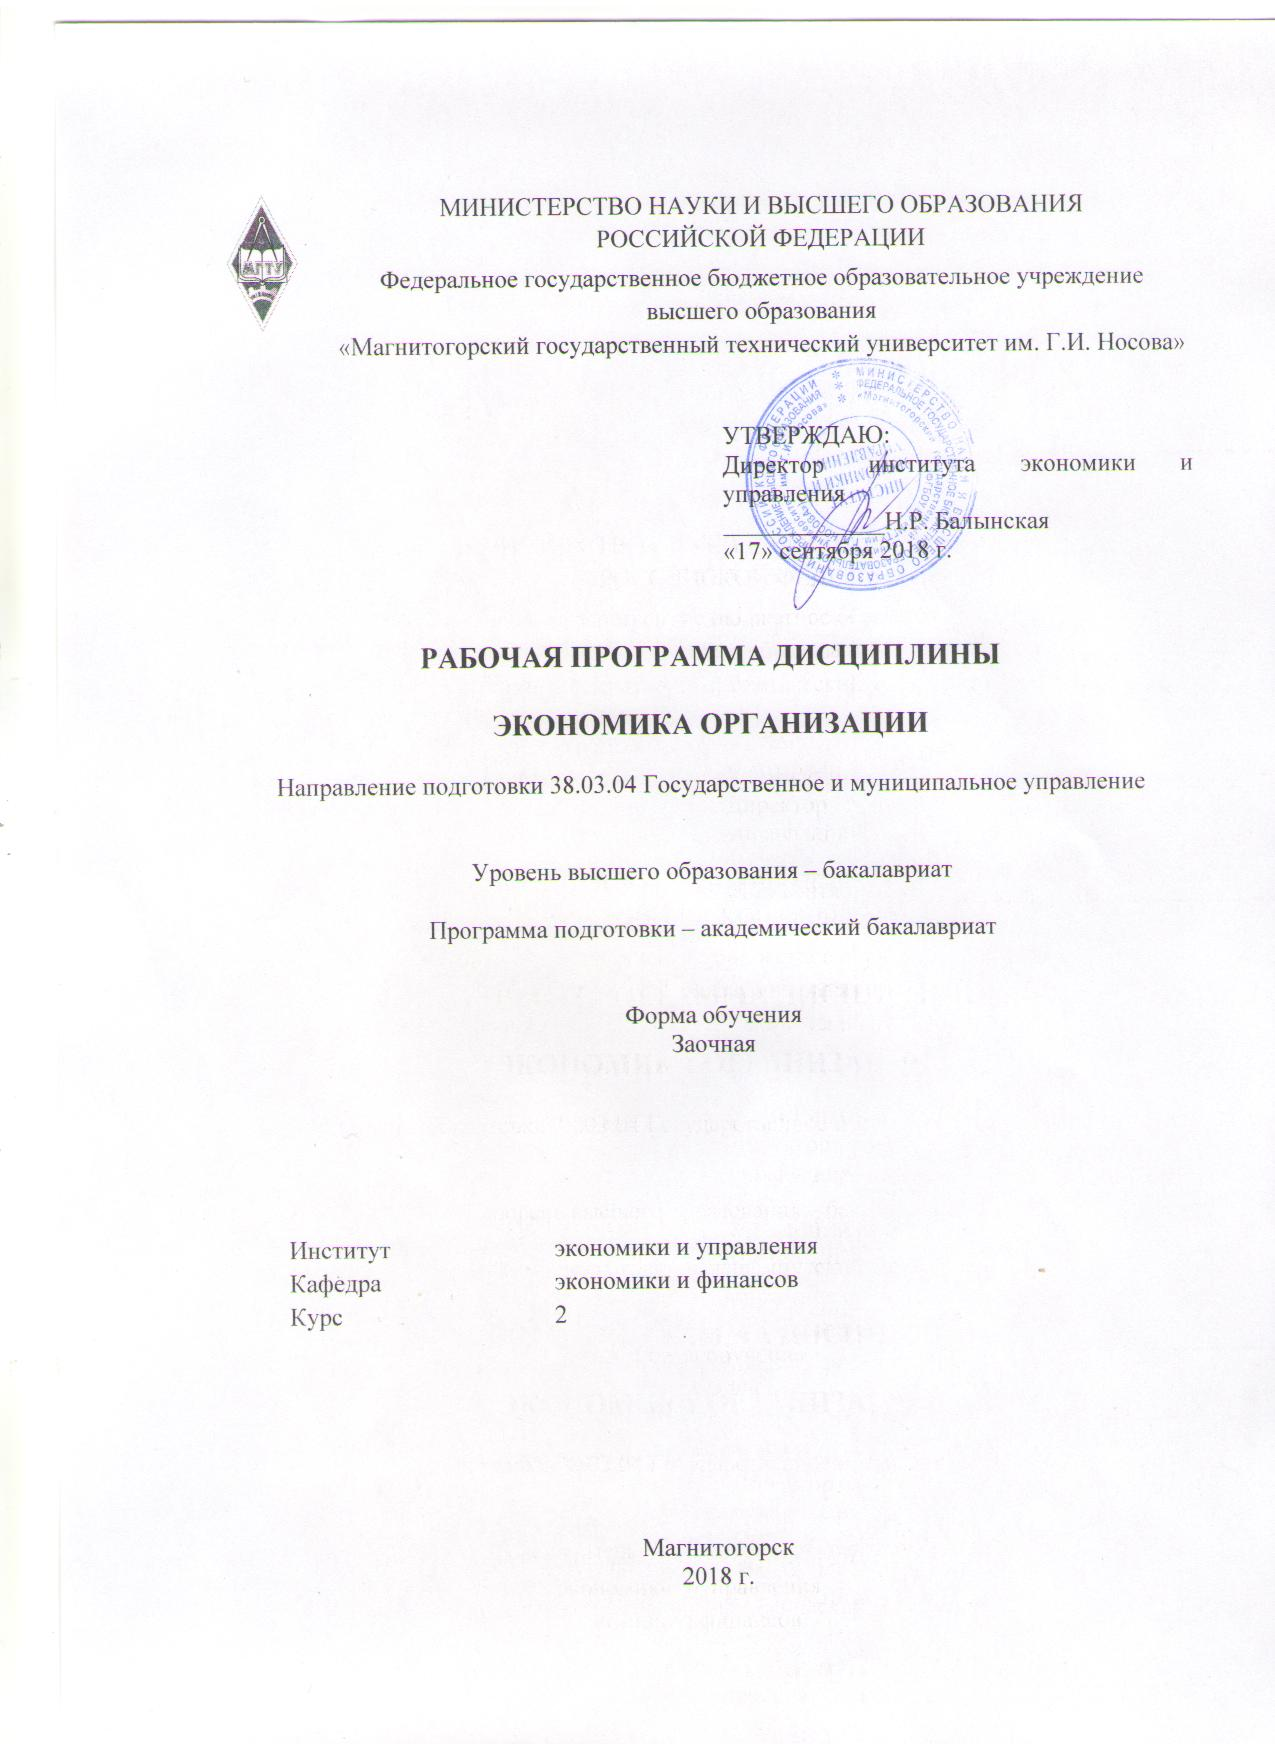 МГТУ
МИНИСТЕРСТВО НАУКИ И ВЫСШЕГО ОБРАЗОВАНИЯ
РОССИЙСКОЙ ФЕДЕРАЦИИ
Федеральное государственное бюджетное образовательное учреждение
высшего образования
«Магнитогорский государственный технический университет им. Г.И. Носова»
УТВЕРЖДАЮ:
Директор института экономики и
управления
Н.Р. Балынская
«17» сентября 2018 г.
РАБОЧАЯ ПРОГРАММА ДИСЦИПЛИНЫ
ЭКОНОМИКА ОРГАНИЗАЦИИ
Направление подготовки 38.03.04 Государственное и муниципальное управление
Уровень высшего образования – бакалавриат
Программа подготовки – академический бакалавриат
Форма обучения
Заочная
Институт экономики и управления
Кафедра экономики и финансов
Курс 2
Магнитогорск
2018 г.